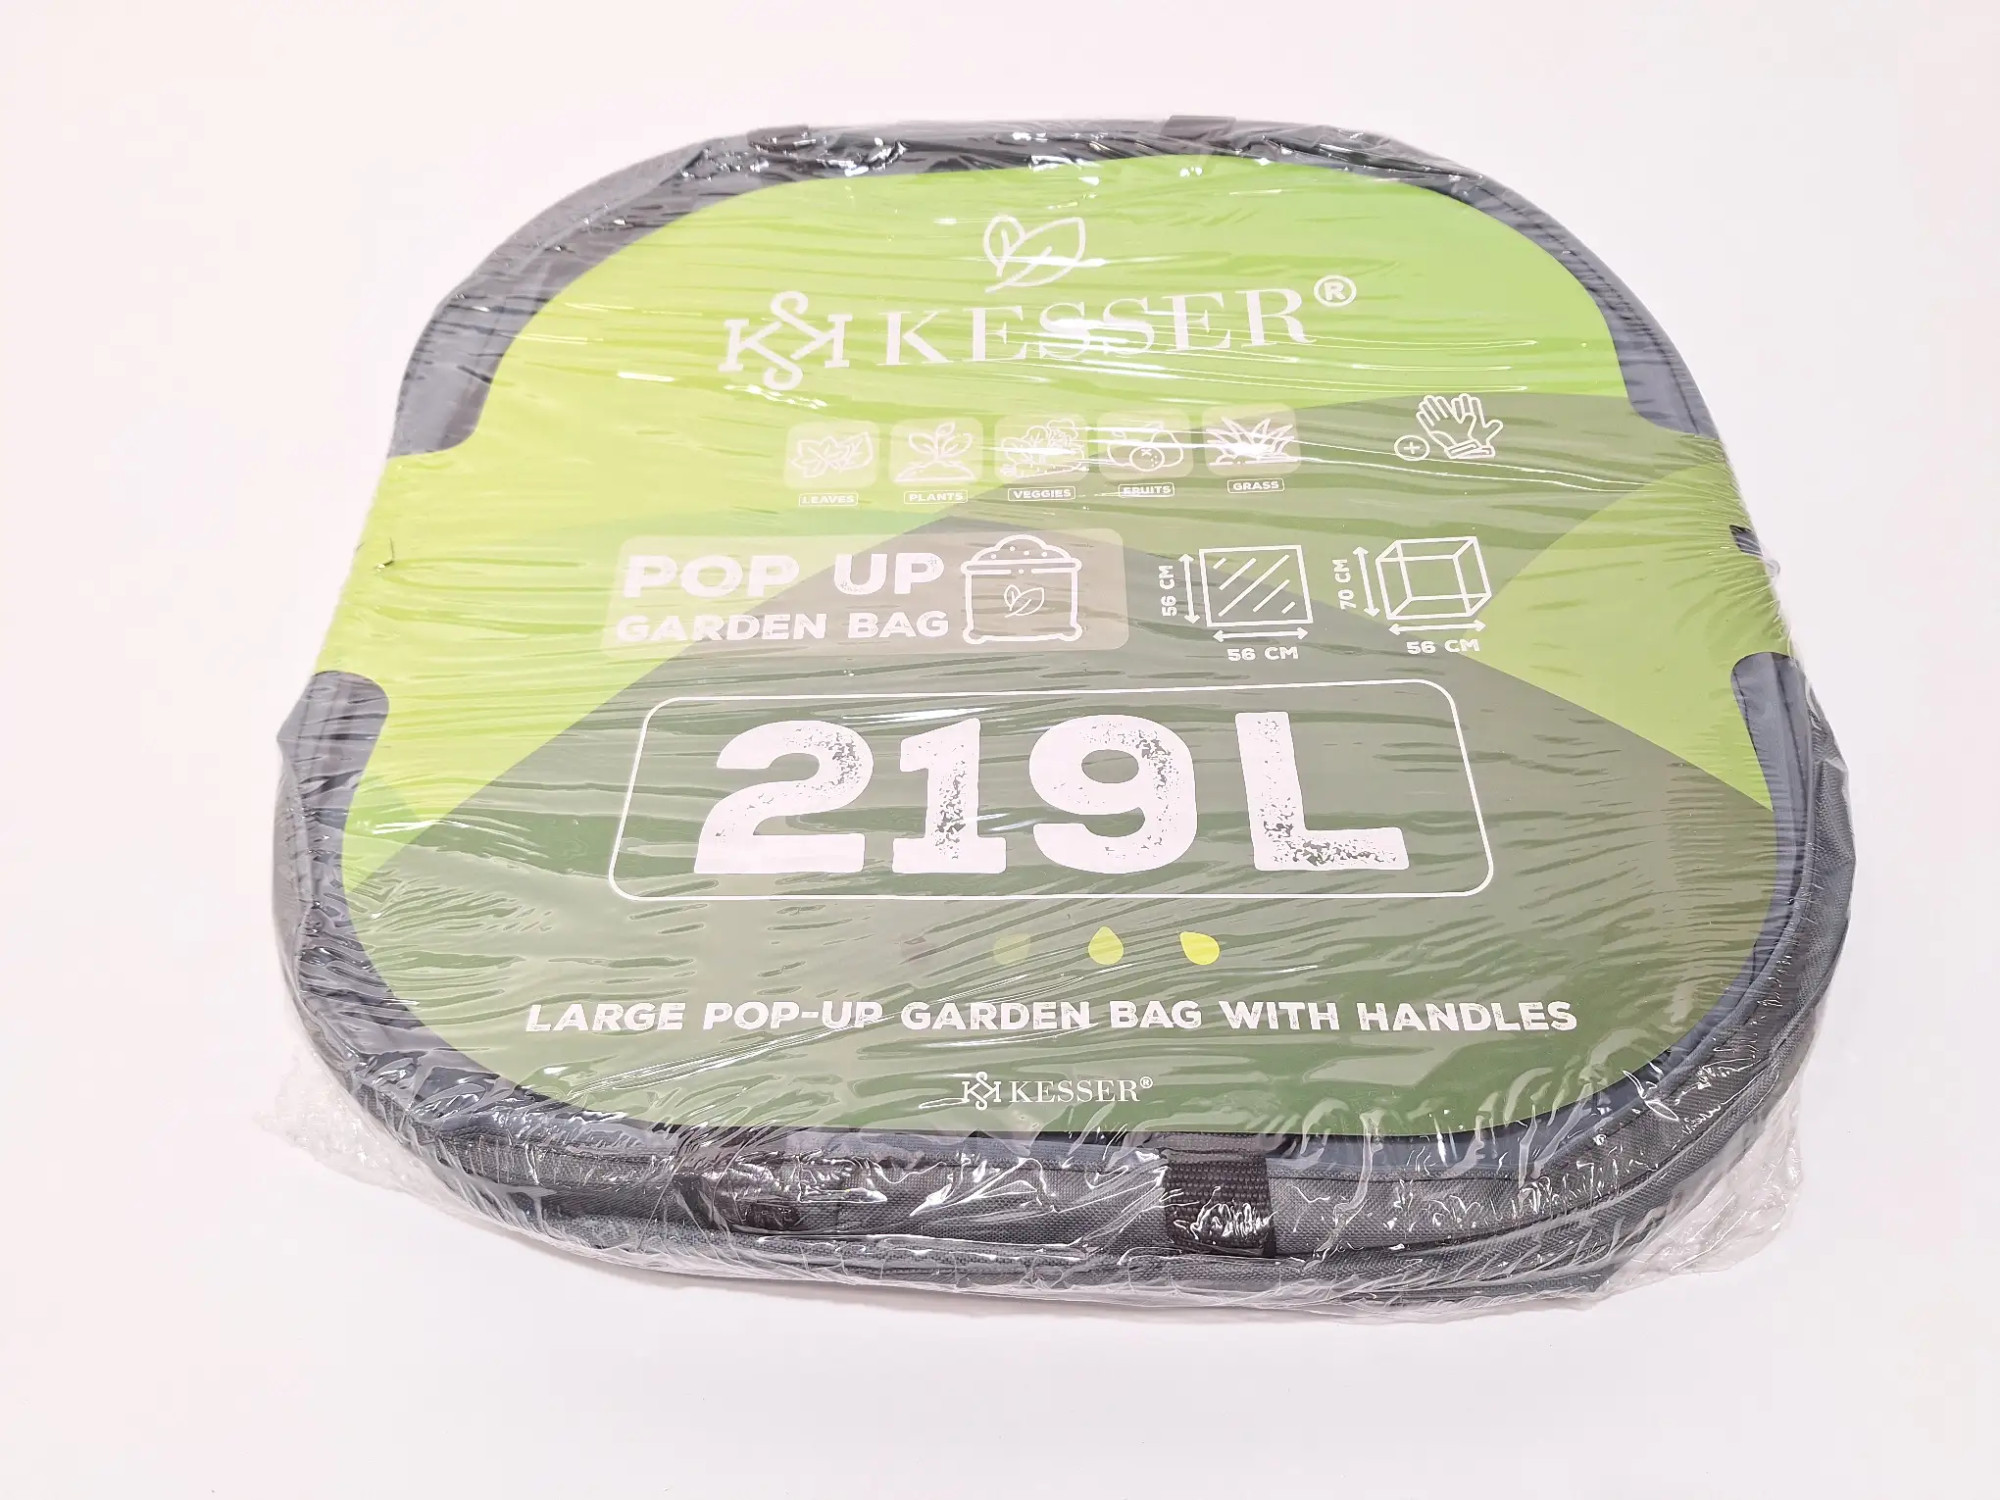 KESSER®
LEAVES PLANTS VEGGIES FRUITS GRASS
POP UP
GARDEN BAG
56 CM
56 CM
70 CM
56 CM
219L
LARGE POP-UP GARDEN BAG WITH HANDLES
KESSER®